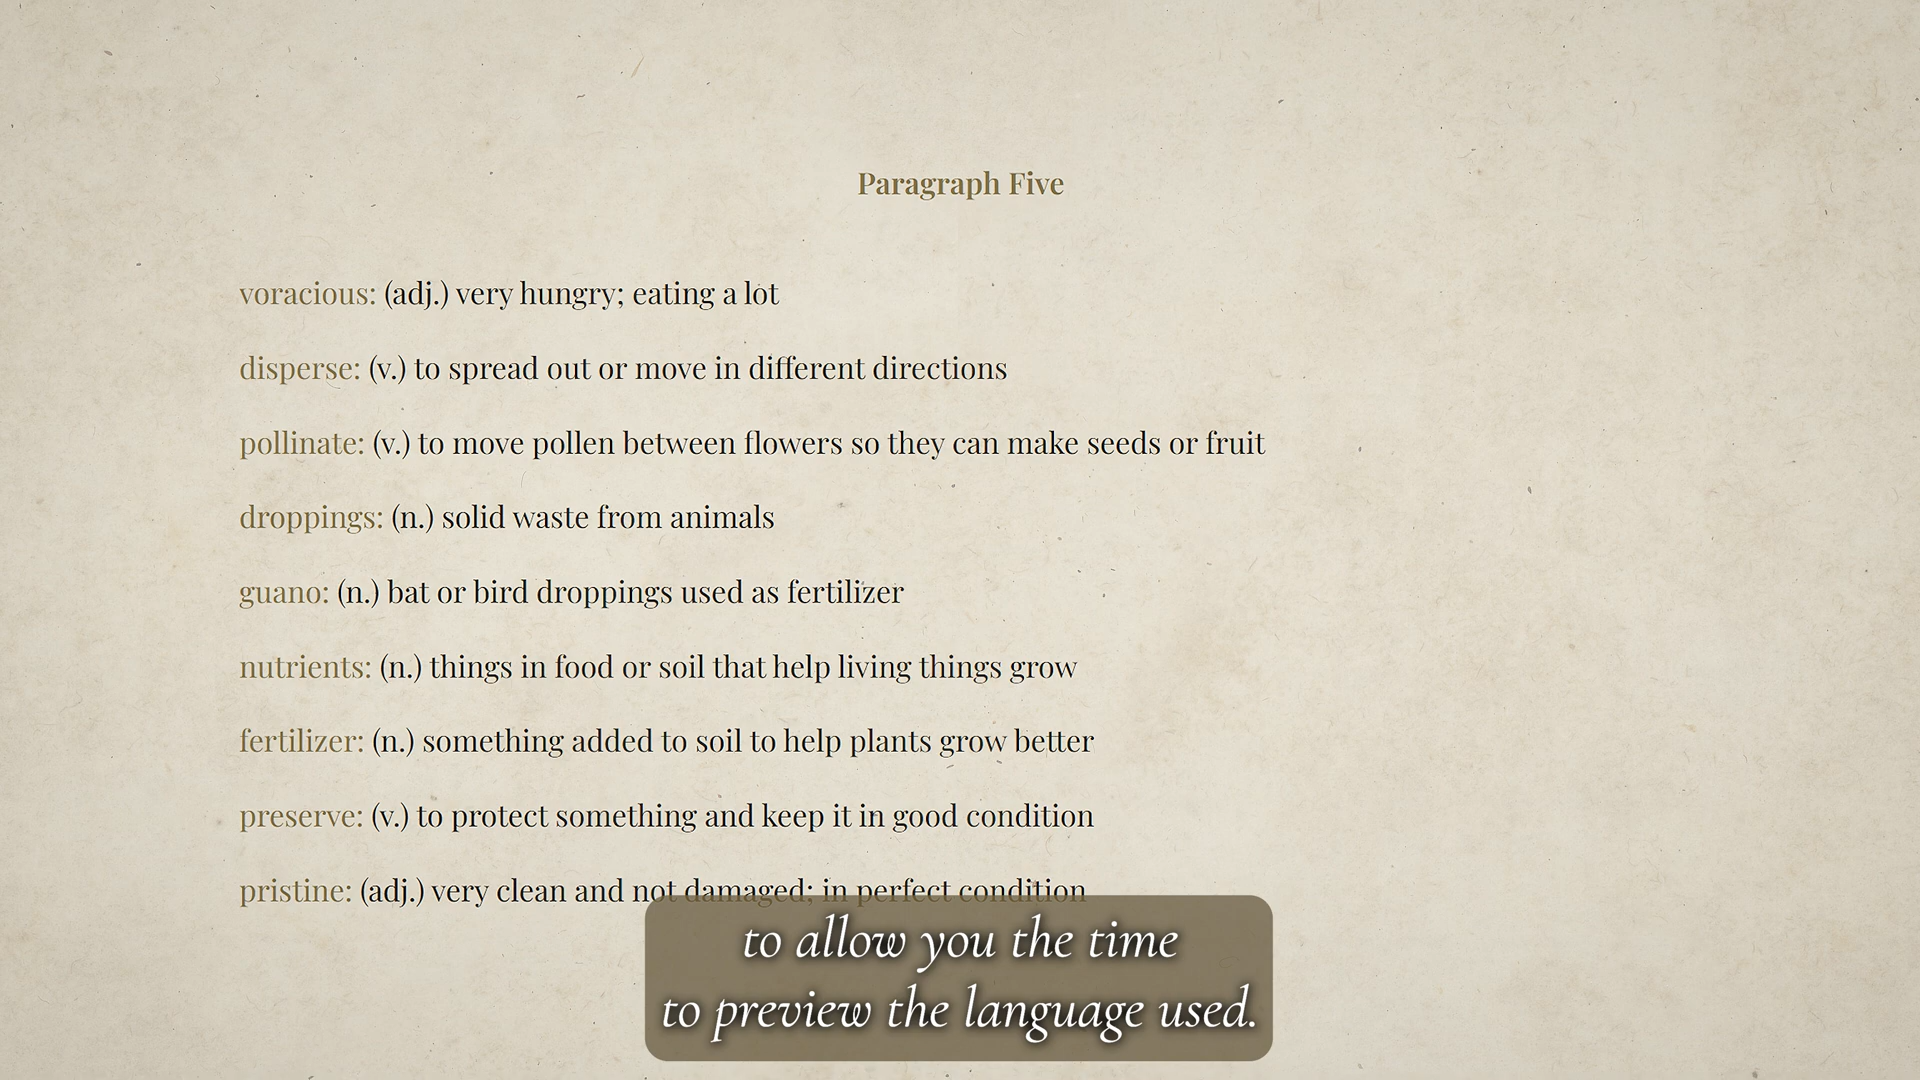 Paragraph Five
voracious: (adj.) very hungry; eating a lot
disperse: (v.) to spread out or move in different directions
pollinate: (v.) to move pollen between flowers so they can make seeds or fruit
droppings: (n.) solid waste from animals
guano: (n.) bat or bird droppings used as fertilizer
nutrients: (n.) things in food or soil that help living things grow
fertilizer: (n.) something added to soil to help plants grow better
preserve: (v.) to protect something and keep it in good condition
pristine: (adj.) very clean and not damaged; in perfect condition
to allow you the time
to preview the language used.